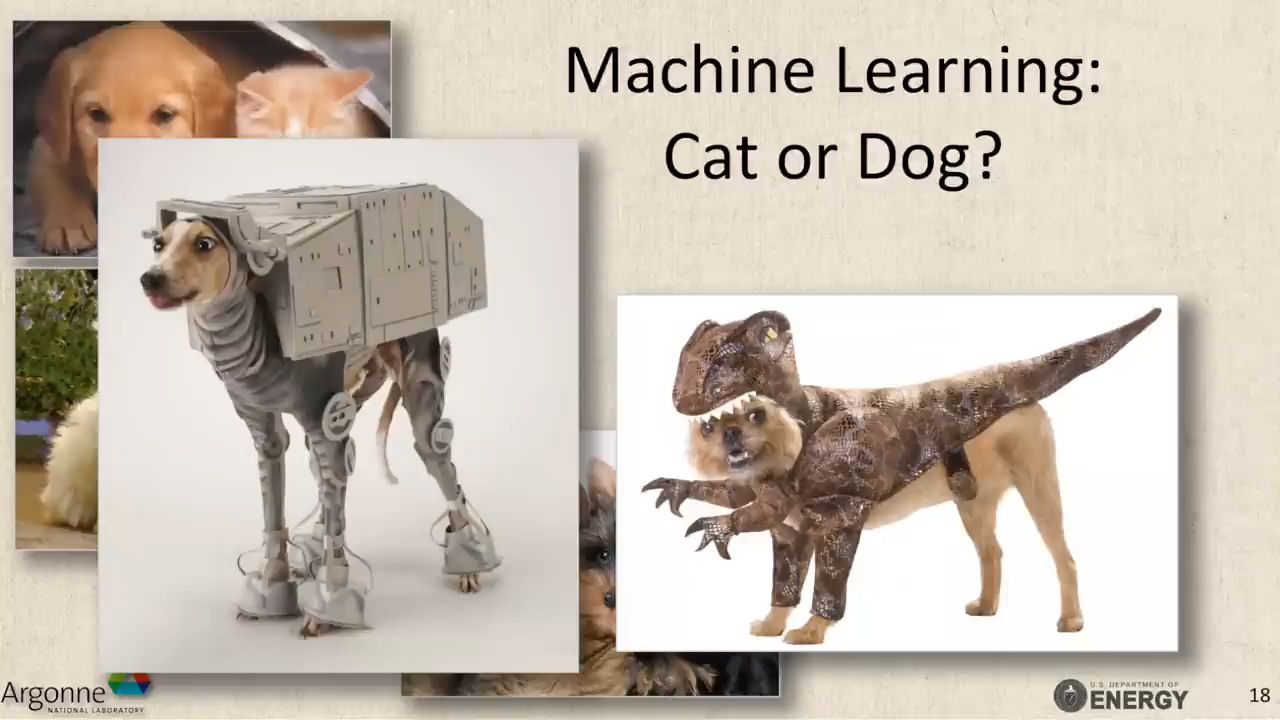 Machine Learning:
Cat or Dog?
Argonne
NATIONAL LABORATORY
U.S. DEPARTMENT OF
ENERGY
18